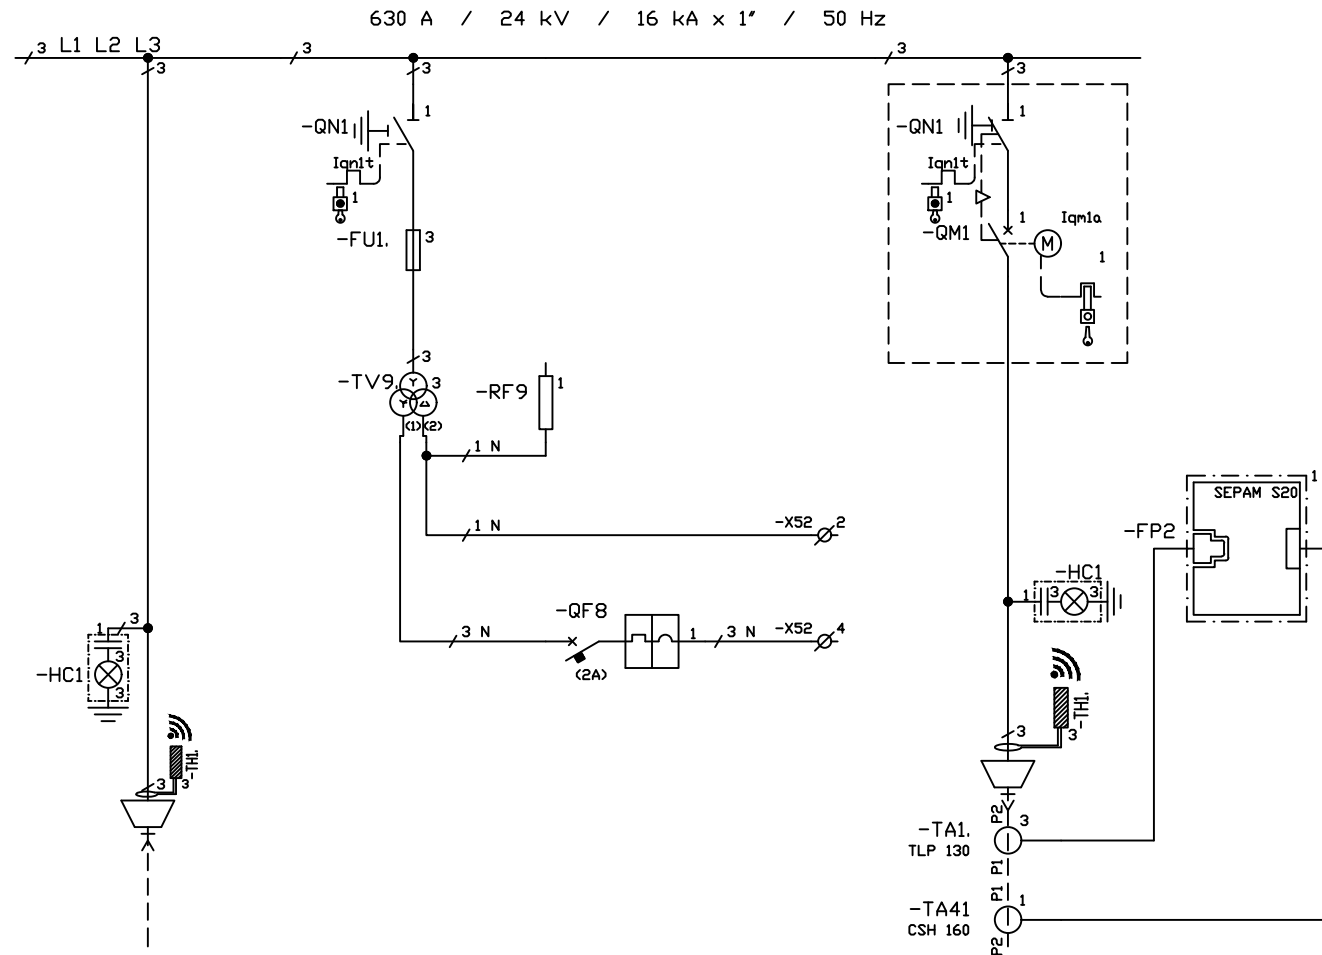 630 A / 24 kV / 16 kA x 1" / 50 Hz
3 L1 L2 L3
3
3
3
3
3
1
-QN1
Iqn1t
1
-FU1.
3
3
-TV9.
3
(1)
(2)
-RF9
1
1 N
1 N
-X52
2
-QF8
3 N
(2A)
1
3 N
-X52
4
1
3
3
3
-HC1
-TH1.
3
3
1
-QN1
Iqn1t
1
-QM1
1
Iqm1a
M
1
SEPAM S20
1
-FP2
-HC1
1
3
3
-TH1.
3
3
P2
3
-TA1.
TLP 130
P1
P1
1
-TA41
CSH 160
P2